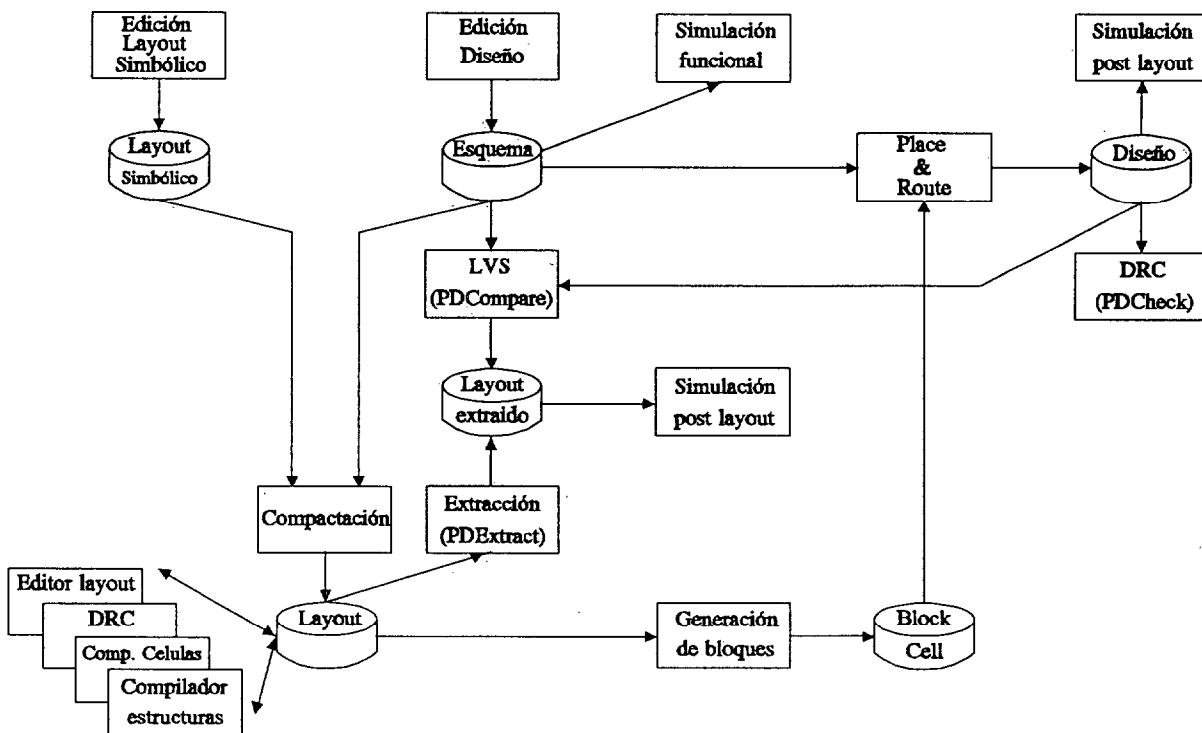 Edición
Layout
Simbólico
Edición
Diseño
Simulación
funcional
Simulación
post layout
Layout
Simbólico
Esquema
Place
&
Route
Diseño
LVS
(PDCompare)
DRC
(PDCheck)
Layout
extraido
Simulación
post layout
Compactación
Extracción
(PDExtract)
Editor layout
DRC
Comp. Celulas
Compilador
estructuras
Layout
Generación
de bloques
Block
Cell